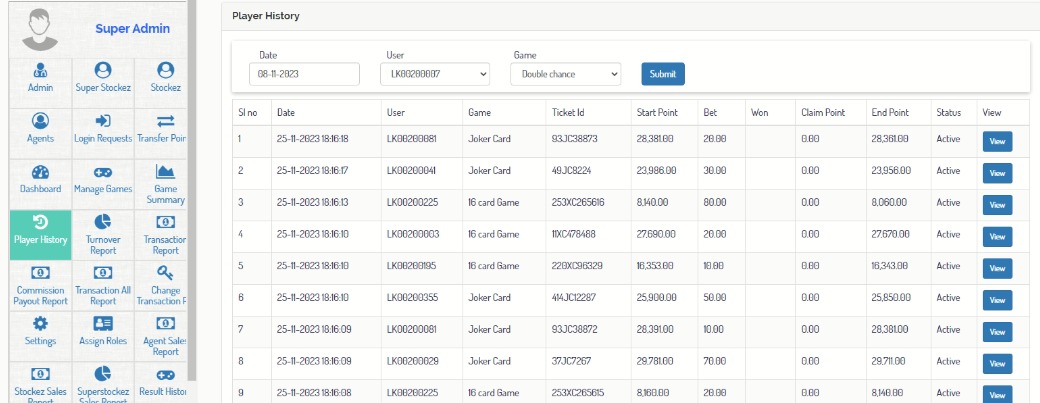 Super Admin
Admin
Super Stockez
Stockez
Agents
Login Requests
Transfer Poin
Dashboard
Manage Games
Game
Summary
Player History
Turnover
Report
Transaction
Report
Commission
Payout Report
Transaction All
Report
Change
Transaction P
Settings
Assign Roles
Agent Sales
Report
Stockez Sales
Report
Superstockez
Sales Report
Result Histor
Player History
Date
User
Game
08-11-2023
LK00200007
Double chance
Submit
Sl no Date User Game Ticket Id Start Point Bet Won Claim Point End Point Status View
1 25-11-2023 18:16:18 LK00200081 Joker Card 93JC38873 28,381.00 20.00 0.00 28,361.00 Active View
2 25-11-2023 18:16:17 LK00200041 Joker Card 49JC8224 23,986.00 30.00 0.00 23,956.00 Active View
3 25-11-2023 18:16:13 LK00200225 16 card Game 253XC265616 8,140.00 80.00 0.00 8,060.00 Active View
4 25-11-2023 18:16:10 LK00200003 16 card Game 11XC478488 27,690.00 20.00 0.00 27,670.00 Active View
5 25-11-2023 18:16:10 LK00200195 16 card Game 220XC96329 16,353.00 10.00 0.00 16,343.00 Active View
6 25-11-2023 18:16:10 LK00200355 Joker Card 414JC12287 25,900.00 50.00 0.00 25,850.00 Active View
7 25-11-2023 18:16:09 LK00200081 Joker Card 93JC38872 28,391.00 10.00 0.00 28,381.00 Active View
8 25-11-2023 18:16:09 LK00200029 Joker Card 37JC7267 29,781.00 70.00 0.00 29,711.00 Active View
9 25-11-2023 18:16:08 LK00200225 16 card Game 253XC265615 8,160.00 20.00 0.00 8,140.00 Active View